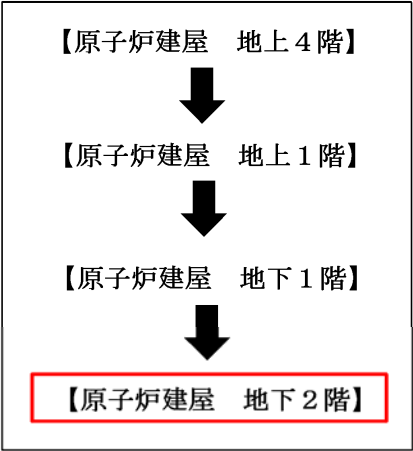 【原子炉建屋　地上４階】
【原子炉建屋　地上１階】
【原子炉建屋　地下１階】
【原子炉建屋　地下２階】